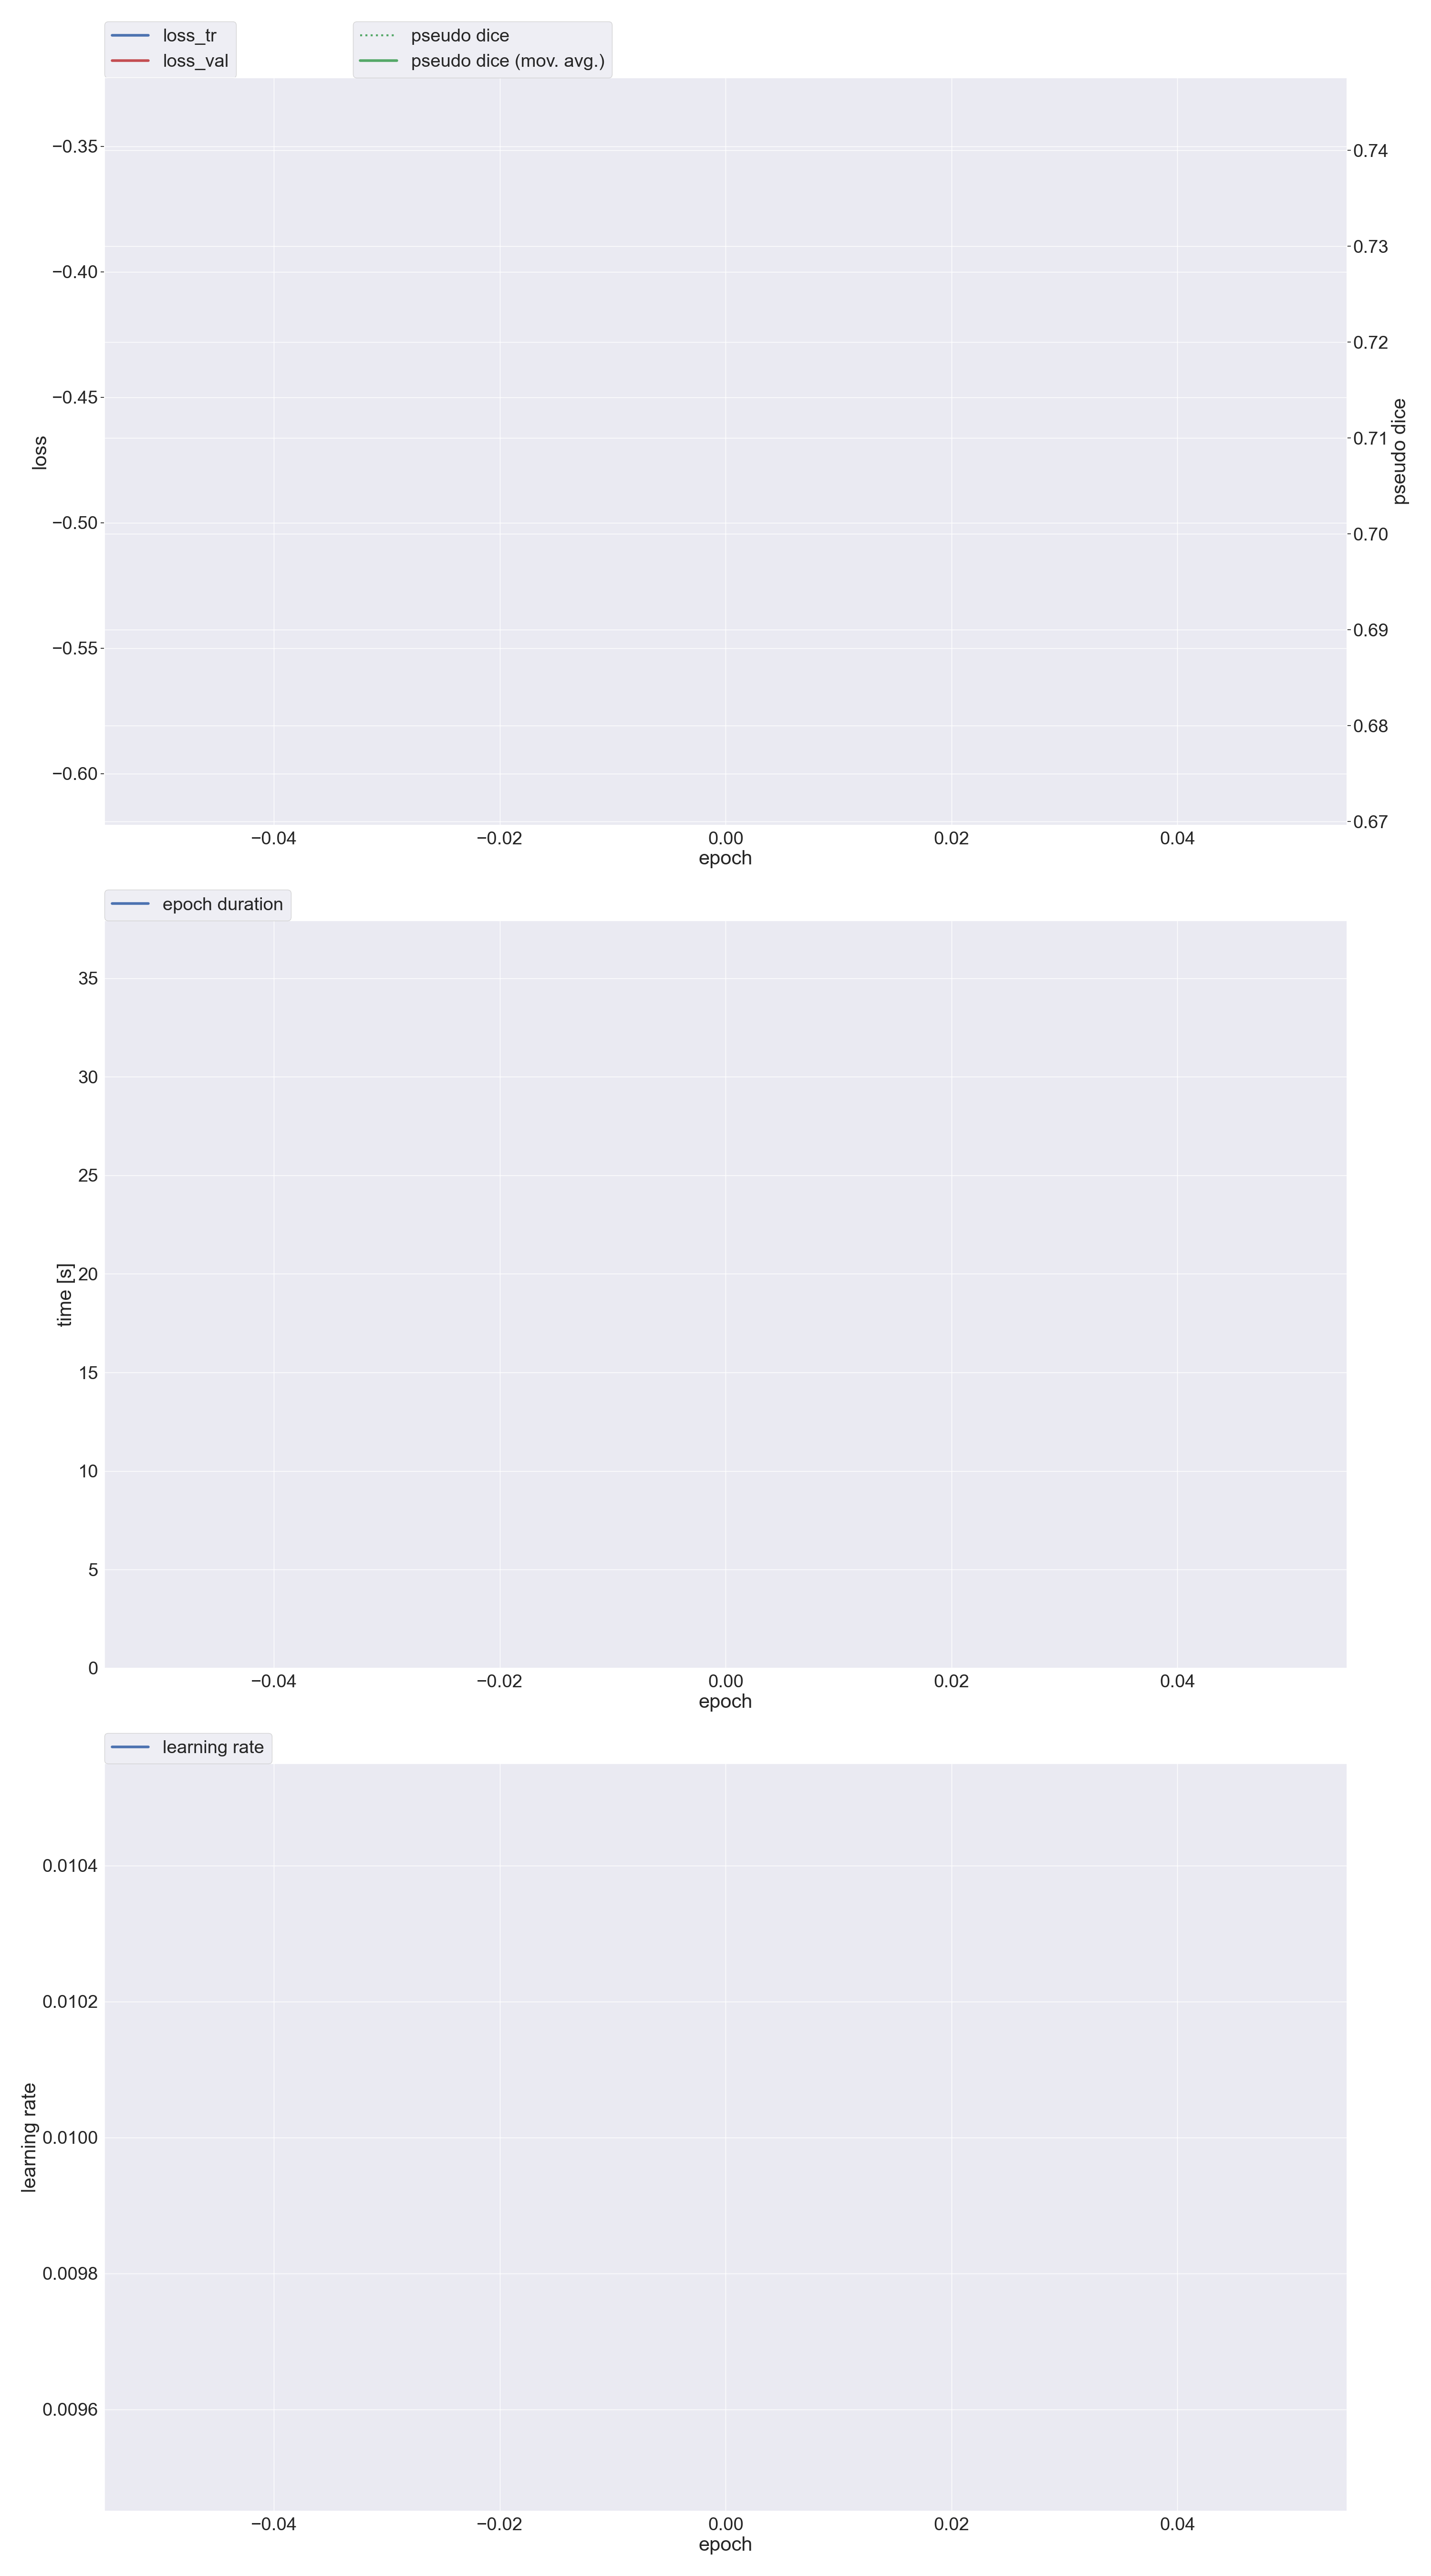 loss_tr
loss_val
pseudo dice
pseudo dice (mov. avg.)
−0.35
−0.40
−0.45
−0.50
−0.55
−0.60
loss
0.74
0.73
0.72
0.71
0.70
0.69
0.68
0.67
pseudo dice
−0.04 −0.02 0.00 0.02 0.04
epoch
epoch duration
35
30
25
20
15
10
5
0
time [s]
−0.04 −0.02 0.00 0.02 0.04
epoch
learning rate
0.0104
0.0102
0.0100
0.0098
0.0096
learning rate
−0.04 −0.02 0.00 0.02 0.04
epoch